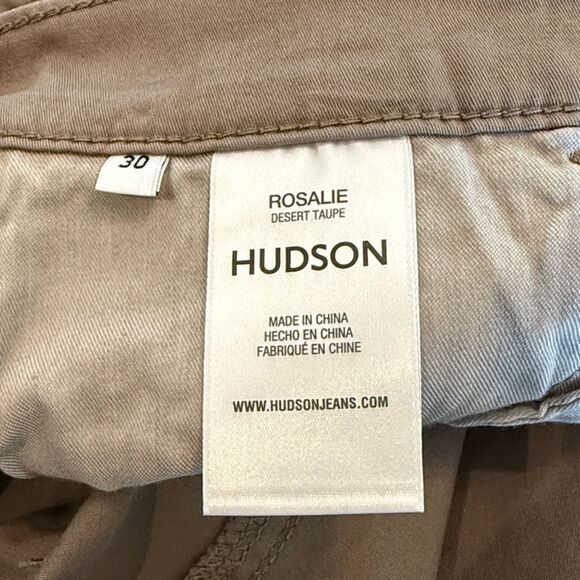 30
ROSALIE
DESERT TAUPE
HUDSON
MADE IN CHINA
HECHO EN CHINA
FABRIQUÉ EN CHINE
WWW.HUDSONJEANS.COM